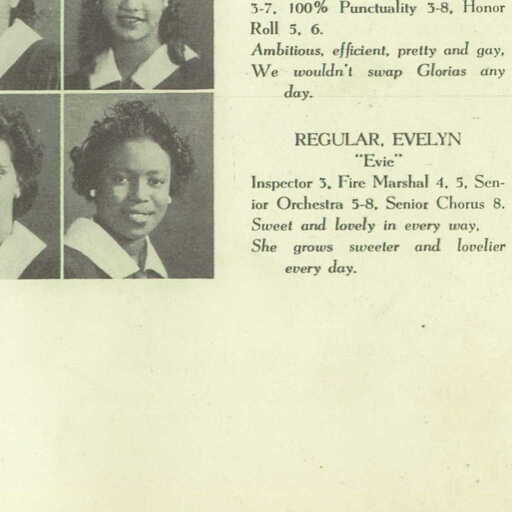 3-7, 100% Punctuality 3-8, Honor
Roll 5, 6.
Ambitious, efficient, pretty and gay,
We wouldn't swap Glorias any
day.
REGULAR, EVELYN
"Evie"
Inspector 3, Fire Marshal 4, 5, Sen-
ior Orchestra 5-8, Senior Chorus 8.
Sweet and lovely in every way,
She grows sweeter and lovelier
every day.